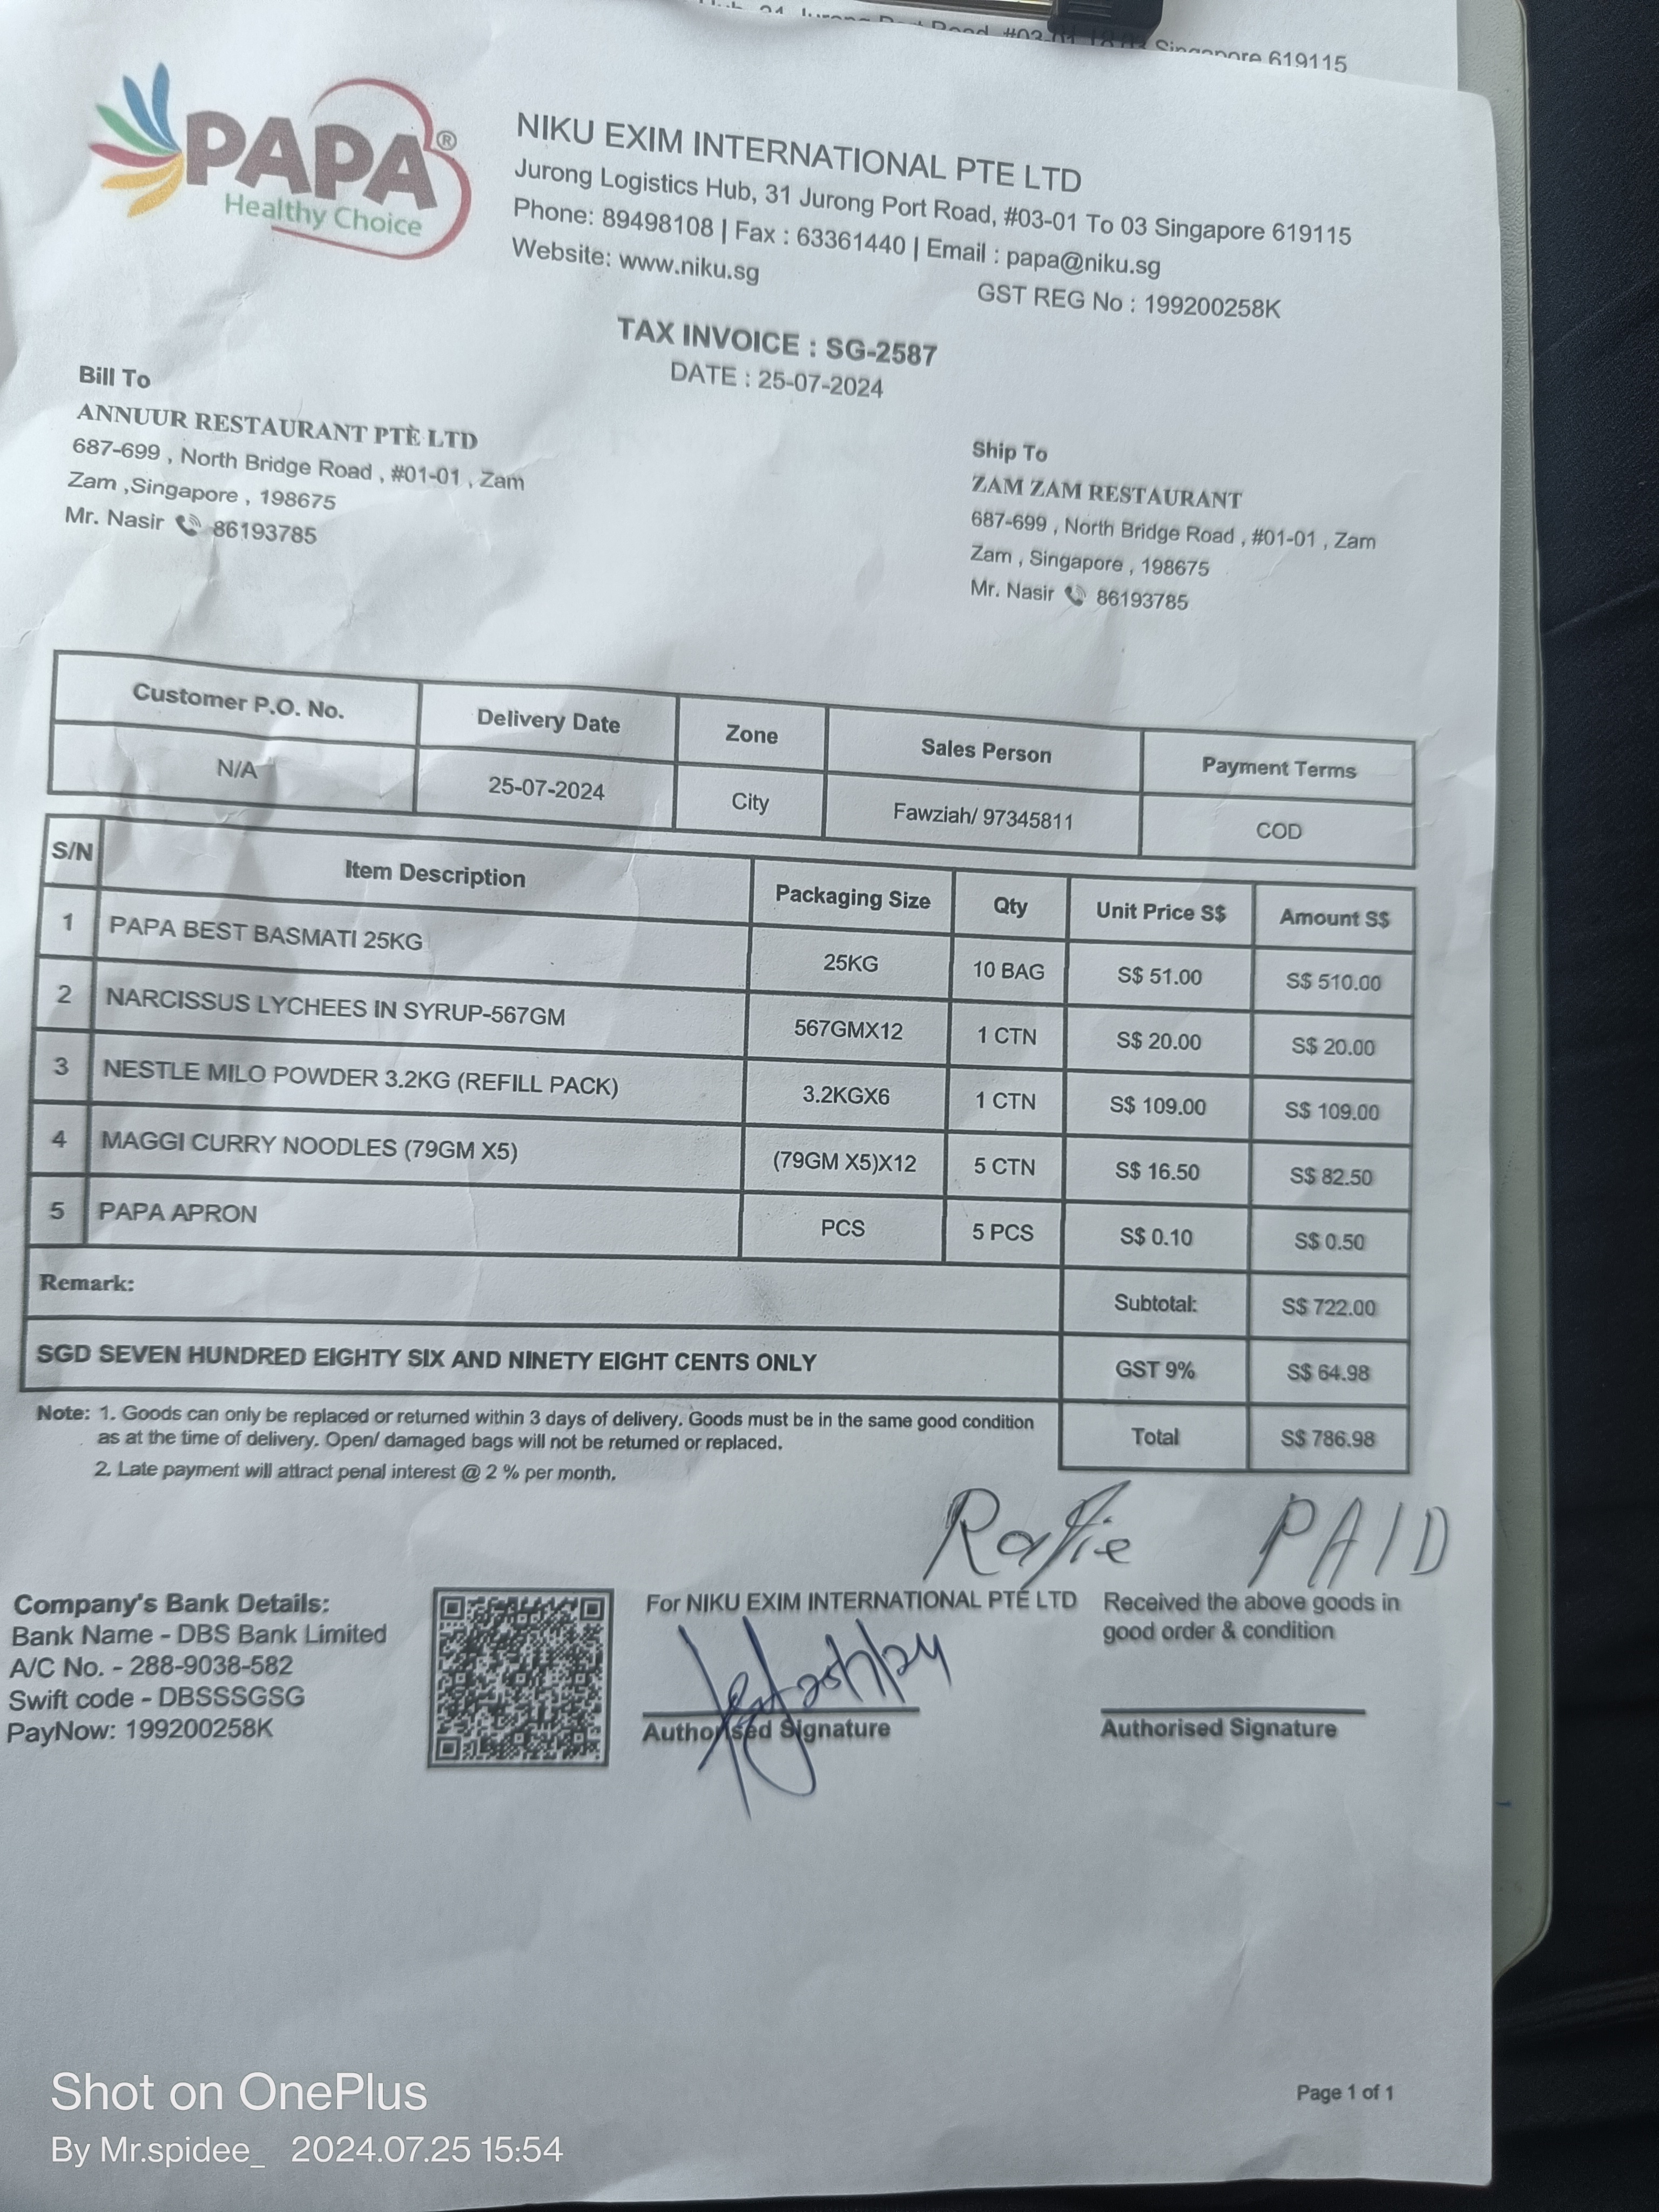 Singapore 619115
PAPA®
Healthy Choice
NIKU EXIM INTERNATIONAL PTE LTD
Jurong Logistics Hub, 31 Jurong Port Road, #03-01 To 03 Singapore 619115
Phone: 89498108 | Fax : 63361440 | Email : papa@niku.sg
Website: www.niku.sg
GST REG No : 199200258K
TAX INVOICE : SG-2587
DATE : 25-07-2024
Bill To
ANNUUR RESTAURANT PTE LTD
687-699 , North Bridge Road , #01-01 , Zam
Zam ,Singapore , 198675
Mr. Nasir 86193785
Ship To
ZAM ZAM RESTAURANT
687-699 , North Bridge Road , #01-01 , Zam
Zam , Singapore , 198675
Mr. Nasir 86193785
Customer P.O. No. Delivery Date Zone Sales Person Payment Terms
N/A 25-07-2024 City Fawziah/ 97345811 COD
S/N Item Description Packaging Size Qty Unit Price S$ Amount S$
1 PAPA BEST BASMATI 25KG 25KG 10 BAG S$ 51.00 S$ 510.00
2 NARCISSUS LYCHEES IN SYRUP-567GM 567GMX12 1 CTN S$ 20.00 S$ 20.00
3 NESTLE MILO POWDER 3.2KG (REFILL PACK) 3.2KGX6 1 CTN S$ 109.00 S$ 109.00
4 MAGGI CURRY NOODLES (79GM X5) (79GM X5)X12 5 CTN S$ 16.50 S$ 82.50
5 PAPA APRON PCS 5 PCS S$ 0.10 S$ 0.50
Remark: Subtotal: S$ 722.00
SGD SEVEN HUNDRED EIGHTY SIX AND NINETY EIGHT CENTS ONLY GST 9% S$ 64.98
Total S$ 786.98
Note: 1. Goods can only be replaced or returned within 3 days of delivery. Goods must be in the same good condition
as at the time of delivery. Open/ damaged bags will not be returned or replaced.
2. Late payment will attract penal interest @ 2 % per month.
Raffie PAID
Company's Bank Details:
Bank Name - DBS Bank Limited
A/C No. - 288-9038-582
Swift code - DBSSSGSG
PayNow: 199200258K
For NIKU EXIM INTERNATIONAL PTE LTD
Authorised Signature
Received the above goods in
good order & condition
Authorised Signature
Page 1 of 1
Shot on OnePlus
By Mr.spidee_ 2024.07.25 15:54